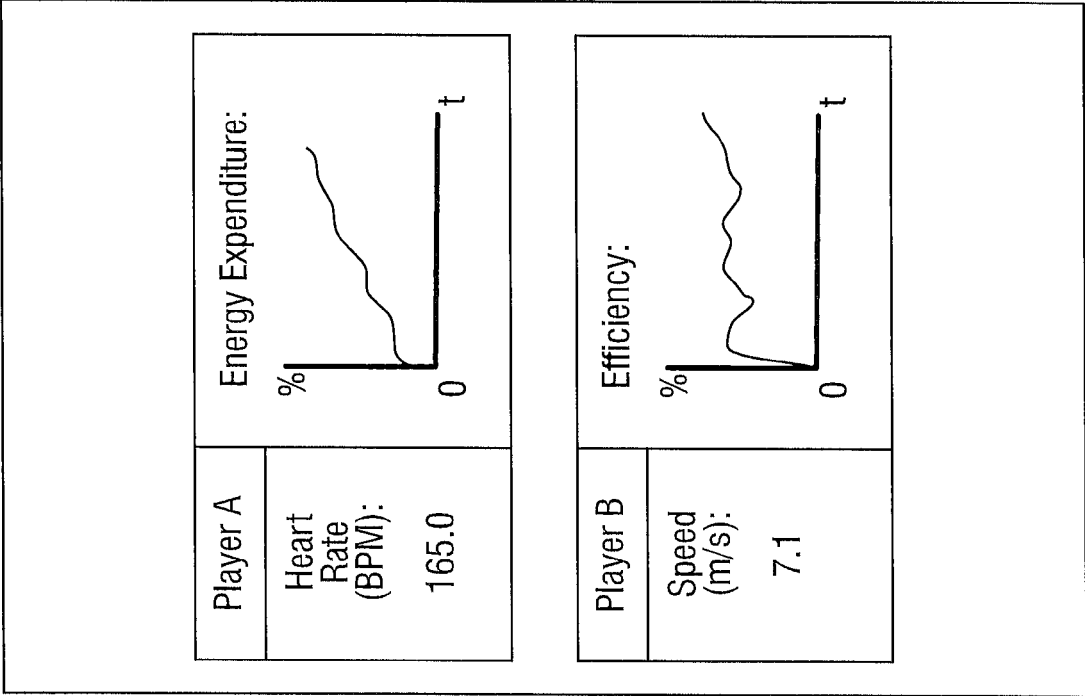 Player A
Heart
Rate
(BPM):
165.0
Energy Expenditure:
%
0
t
Player B
Speed
(m/s):
7.1
Efficiency:
%
0
t